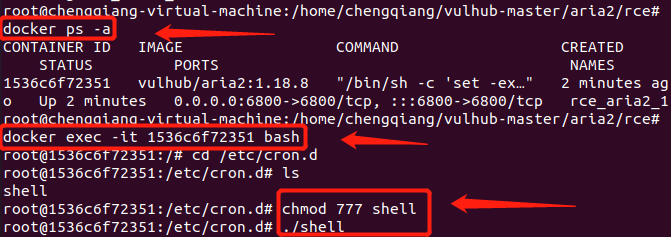 root@chengqiang-virtual-machine:/home/chengqiang/vulhub-master/aria2/rce#
docker ps -a
CONTAINER ID   IMAGE                 COMMAND                  CREATED
     STATUS         PORTS                                       NAMES
1536c6f72351   vulhub/aria2:1.18.8   "/bin/sh -c 'set -ex…"   2 minutes ag
o   Up 2 minutes   0.0.0.0:6800->6800/tcp, :::6800->6800/tcp   rce_aria2_1
root@chengqiang-virtual-machine:/home/chengqiang/vulhub-master/aria2/rce#
docker exec -it 1536c6f72351 bash
root@1536c6f72351:/# cd /etc/cron.d
root@1536c6f72351:/etc/cron.d# ls
shell
root@1536c6f72351:/etc/cron.d# chmod 777 shell
root@1536c6f72351:/etc/cron.d# ./shell